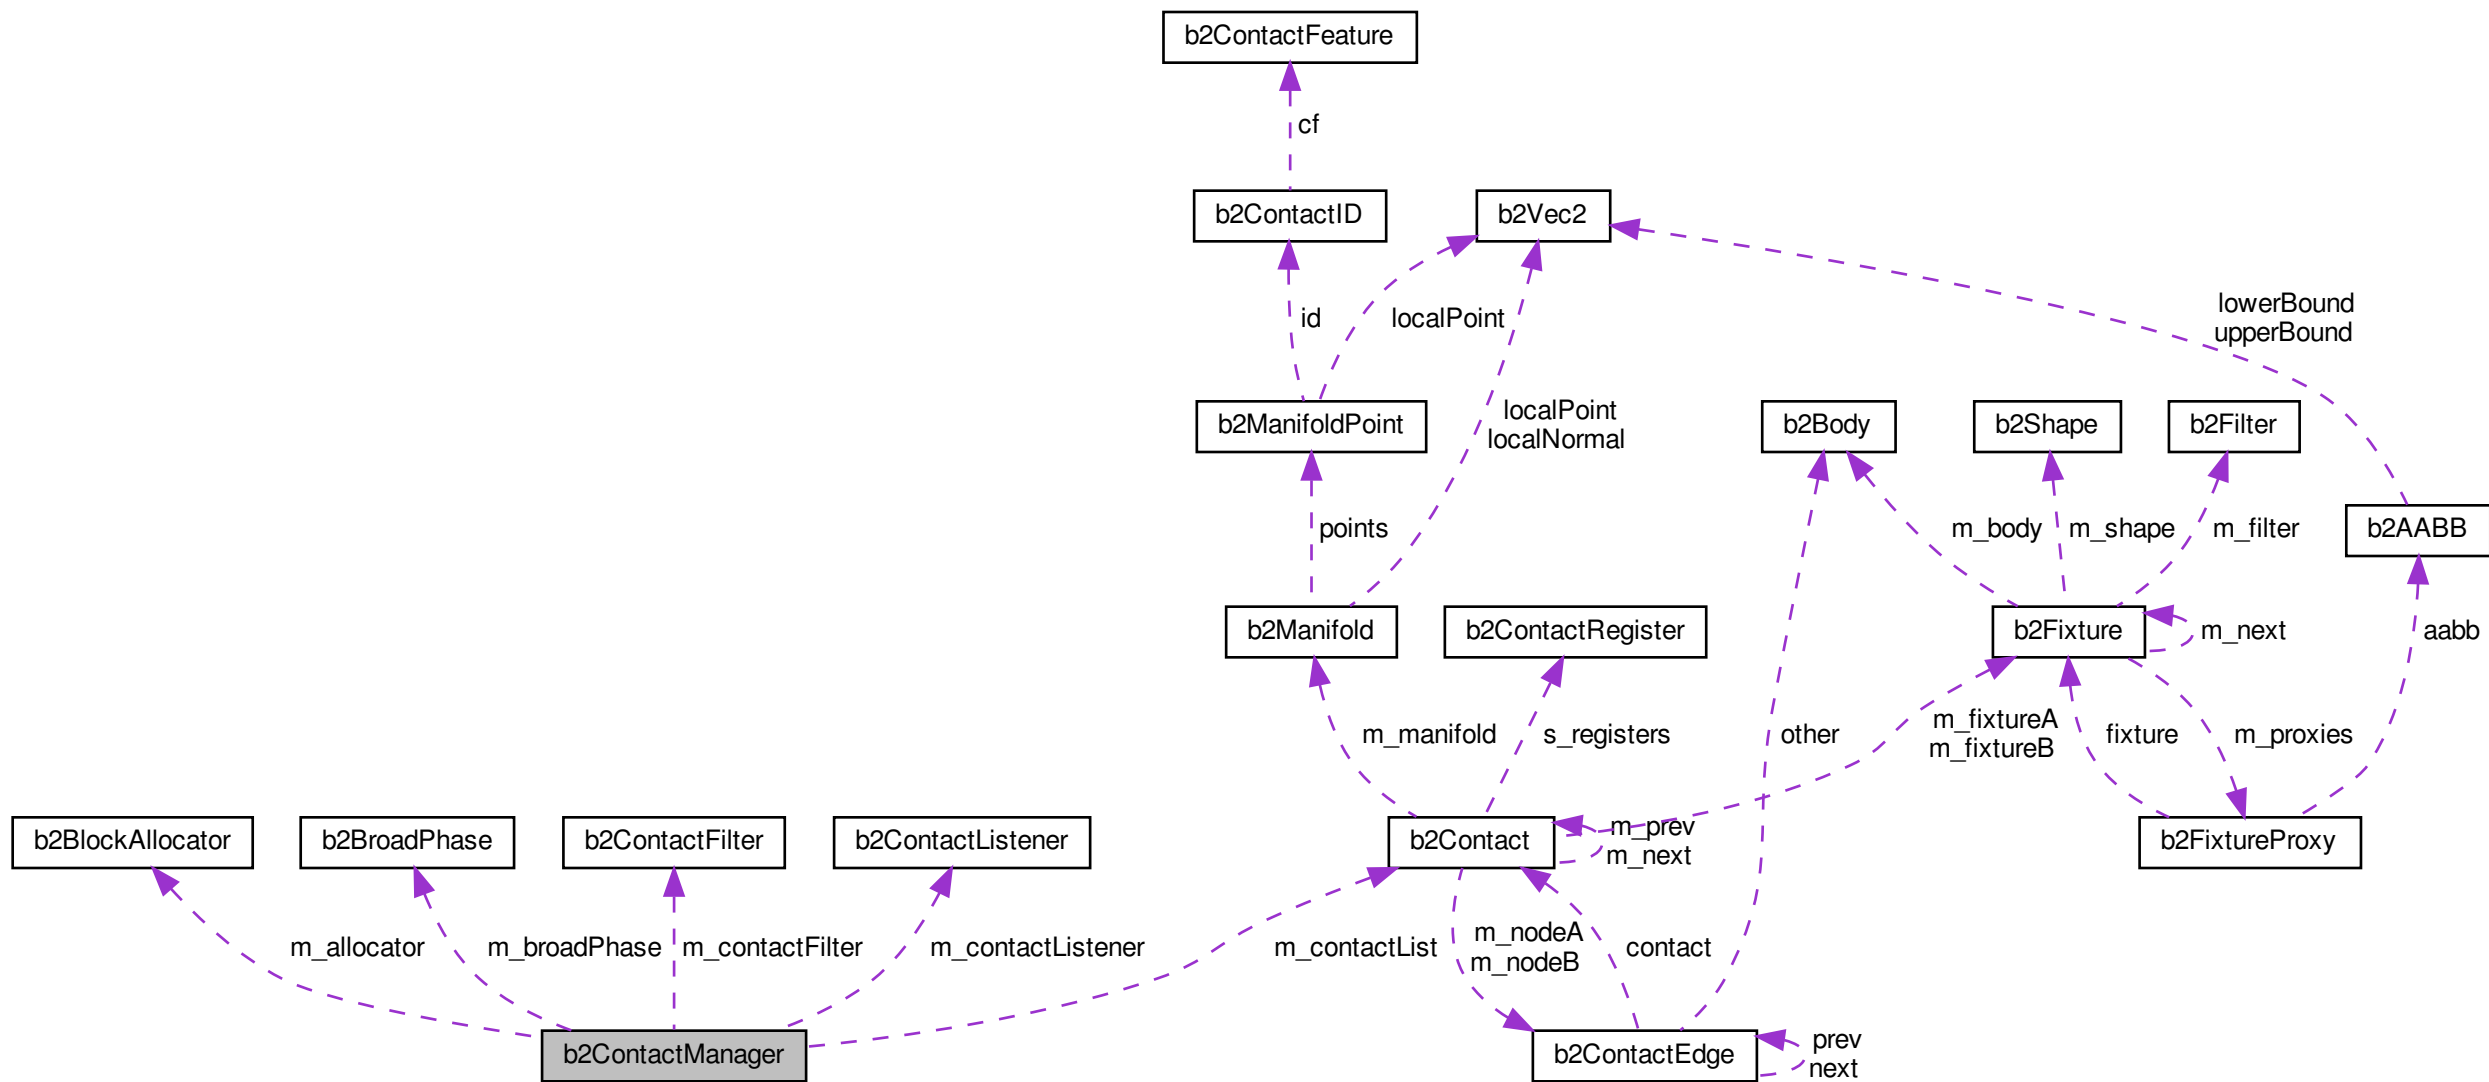 b2ContactFeature
cf
b2ContactID
b2Vec2
lowerBound
upperBound
id
localPoint
b2ManifoldPoint
localPoint
localNormal
b2Body
b2Shape
b2Filter
points
m_body
m_shape
m_filter
b2AABB
b2Manifold
b2ContactRegister
b2Fixture
m_next
aabb
m_manifold
s_registers
other
m_fixtureA
m_fixtureB
fixture
m_proxies
b2BlockAllocator
b2BroadPhase
b2ContactFilter
b2ContactListener
b2Contact
m_prev
m_next
b2FixtureProxy
m_allocator
m_broadPhase
m_contactFilter
m_contactListener
m_contactList
m_nodeA
m_nodeB
contact
b2ContactManager
b2ContactEdge
prev
next